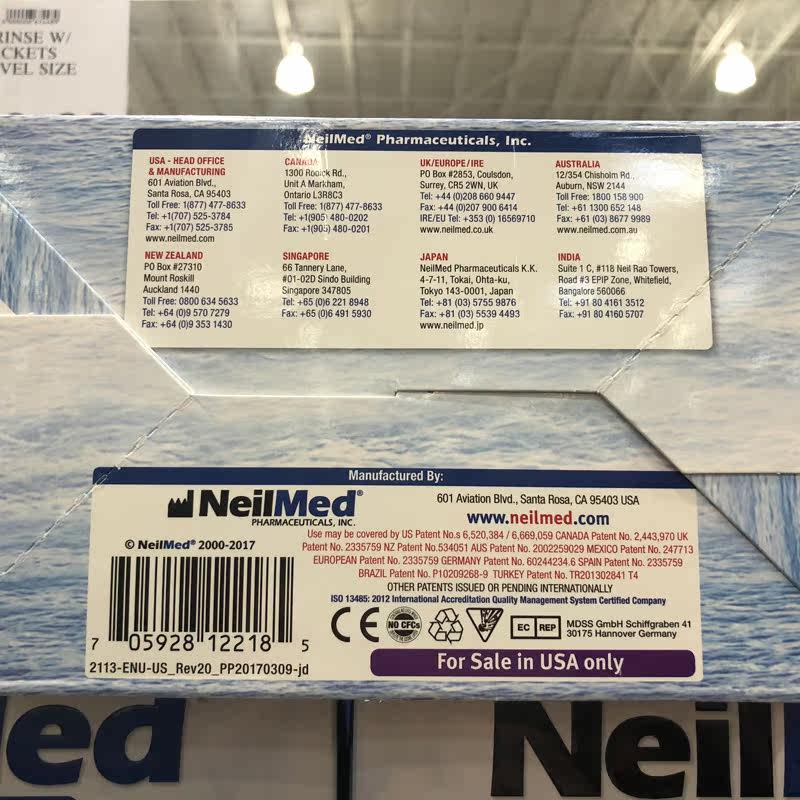 RINSE W/
CKETS
VEL SIZE
NeilMed® Pharmaceuticals, Inc.
USA - HEAD OFFICE
& MANUFACTURING
601 Aviation Blvd.,
Santa Rosa, CA 95403
Toll Free: 1(877) 477-8633
Tel: +1(707) 525-3784
Fax: +1(707) 525-3785
www.neilmed.com
CANADA
1300 Rodick Rd.,
Unit A Markham,
Ontario L3R8C3
Toll Free: 1(877) 477-8633
Tel: +1(905) 480-0202
Fax: +1(905) 480-0201
UK/EUROPE/IRE
PO Box #2853, Coulsdon,
Surrey, CR5 2WN, UK
Tel: +44 (0)208 660 9447
Fax: +44 (0)207 900 6414
IRE/EU Tel: +353 (0) 16569710
www.neilmed.co.uk
AUSTRALIA
12/354 Chisholm Rd.,
Auburn, NSW 2144
Toll Free: 1800 158 900
Tel: +61 1300 652 148
Fax: +61 (03) 8677 9989
www.neilmed.com.au
NEW ZEALAND
PO Box #27310
Mount Roskill
Auckland 1440
Toll Free: 0800 634 5633
Tel: +64 (0)9 570 7279
Fax: +64 (0)9 353 1430
SINGAPORE
66 Tannery Lane,
#01-02D Sindo Building
Singapore 347805
Tel: +65 (0)6 221 8948
Fax: +65 (0)6 491 5930
JAPAN
NeilMed Pharmaceuticals K.K.
4-7-11, Tokai, Ohta-ku,
Tokyo 143-0001, Japan
Tel: +81 (03) 5755 9876
Fax: +81 (03) 5539 4493
www.neilmed.jp
INDIA
Suite 1 C, #118 Neil Rao Towers,
Road #3 EPIP Zone, Whitefield,
Bangalore 560066
Tel: +91 80 4161 3512
Fax: +91 80 4160 5707
Manufactured By:
NeilMed®
PHARMACEUTICALS, INC.
601 Aviation Blvd., Santa Rosa, CA 95403 USA
www.neilmed.com
© NeilMed® 2000-2017
Use may be covered by US Patent No.s 6,520,384 / 6,669,059 CANADA Patent No. 2,443,970 UK
Patent No. 2335759 NZ Patent No.534051 AUS Patent No. 2002259029 MEXICO Patent No. 247713
EUROPEAN Patent No. 2335759 GERMANY Patent No. 60244234.6 SPAIN Patent No. 2335759
BRAZIL Patent No. P10209268-9 TURKEY Patent No. TR201302841 T4
OTHER PATENTS ISSUED OR PENDING INTERNATIONALLY
ISO 13485: 2012 International Accreditation Quality Management System Certified Company
7 05928 12218 5
2113-ENU-US_Rev20_PP20170309-jd
CE
NO CFCs
EC REP
MDSS GmbH Schiffgraben 41
30175 Hannover Germany
For Sale in USA only
ed
Neil